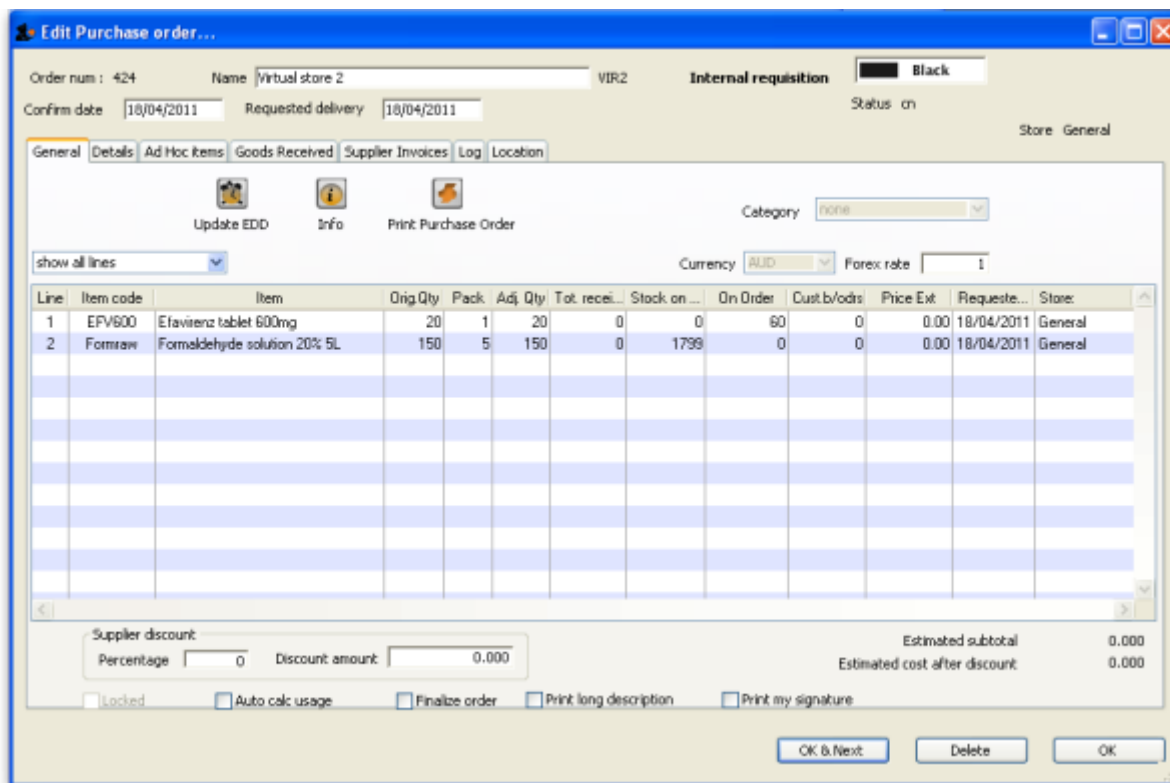 Edit Purchase order...
Order num : 424 Name Virtual store 2 VIR2 Internal requisition Black
Confirm date 18/04/2011 Requested delivery 18/04/2011 Status cn
Store General
General Details Ad Hoc items Goods Received Supplier Invoices Log Location
Update EDD Info Print Purchase Order Category none
show all lines Currency AUD Forex rate 1
Line Item code Item Orig.Qty Pack Adj. Qty Tot. recei... Stock on ... On Order Cust.b/odrs Price Ext Requeste... Store:
1 EFV600 Efavirenz tablet 600mg 20 1 20 0 0 60 0 0.00 18/04/2011 General
2 Formraw Formaldehyde solution 20% 5L 150 5 150 0 1799 0 0 0.00 18/04/2011 General
Supplier discount Estimated subtotal 0.000
Percentage 0 Discount amount 0.000 Estimated cost after discount 0.000
Locked Auto calc usage Finalize order Print long description Print my signature
OK & Next Delete OK